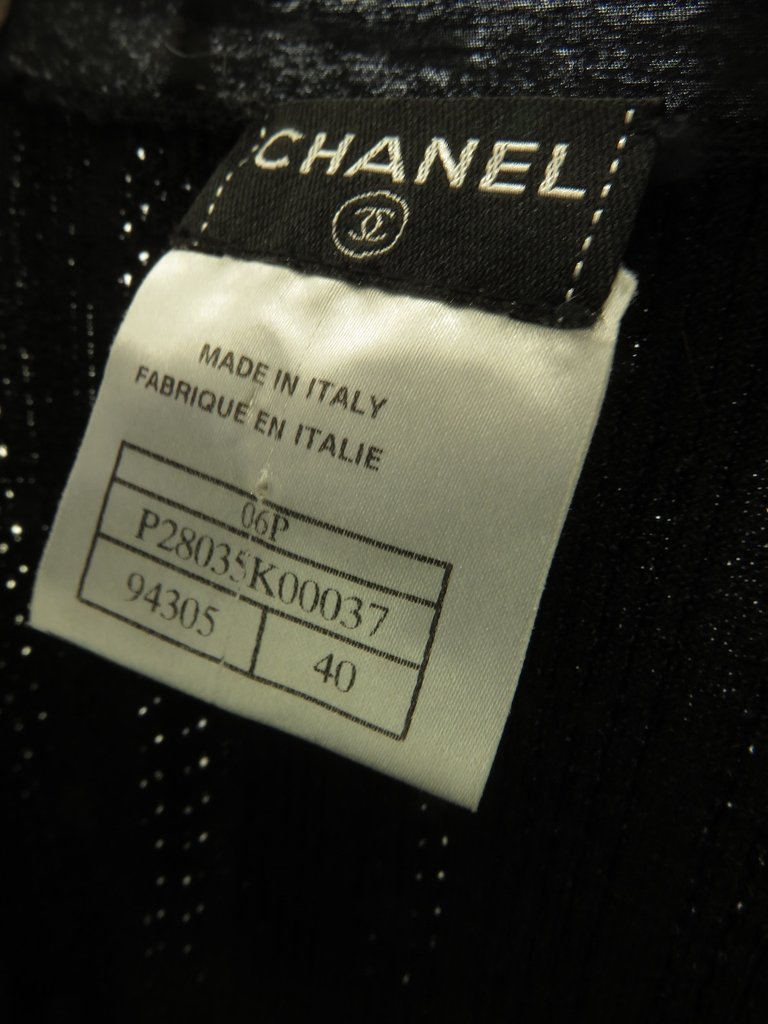 CHANEL
MADE IN ITALY
FABRIQUE EN ITALIE
06P
P28035K00037
94305 40